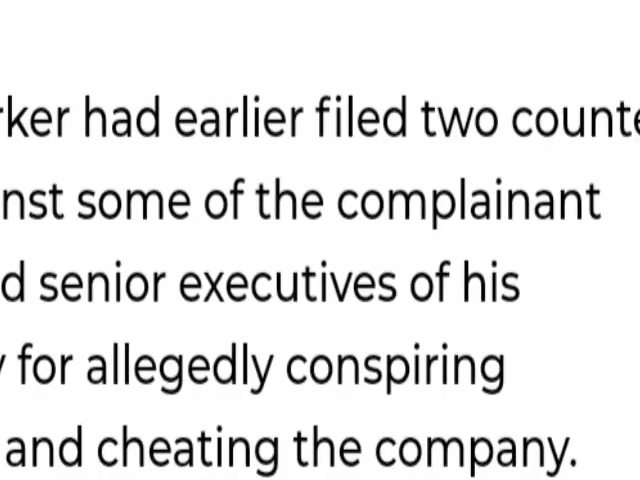 rker had earlier filed two counte
nst some of the complainant
d senior executives of his
for allegedly conspiring
and cheating the company.